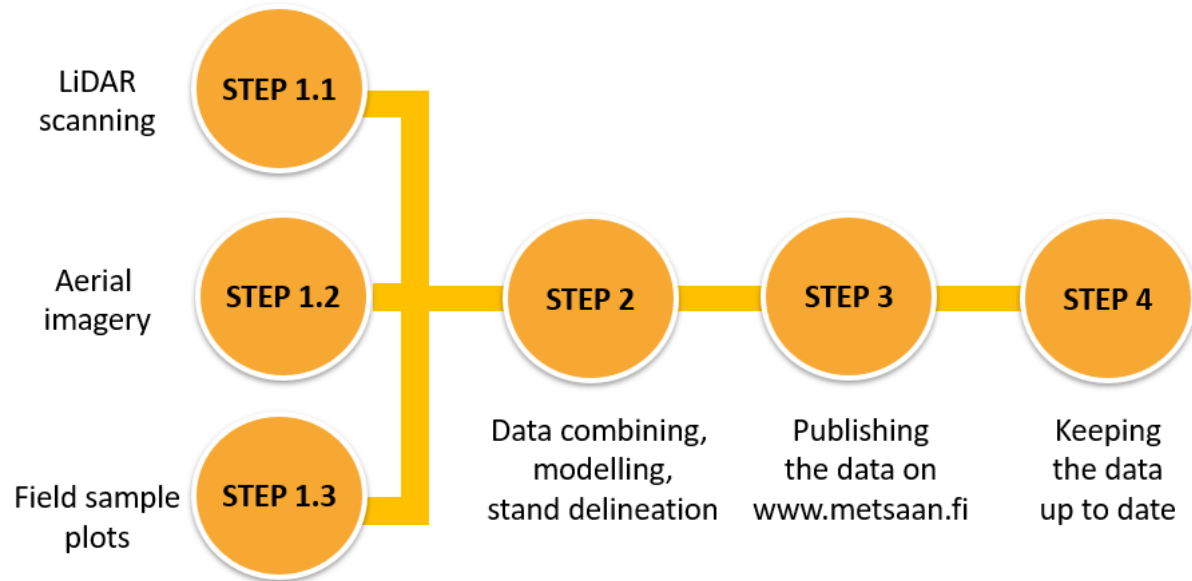 LiDAR
scanning
STEP 1.1
Aerial
imagery
STEP 1.2
Field sample
plots
STEP 1.3
STEP 2
Data combining,
modelling,
stand delineation
STEP 3
Publishing
the data on
www.metsaan.fi
STEP 4
Keeping
the data
up to date